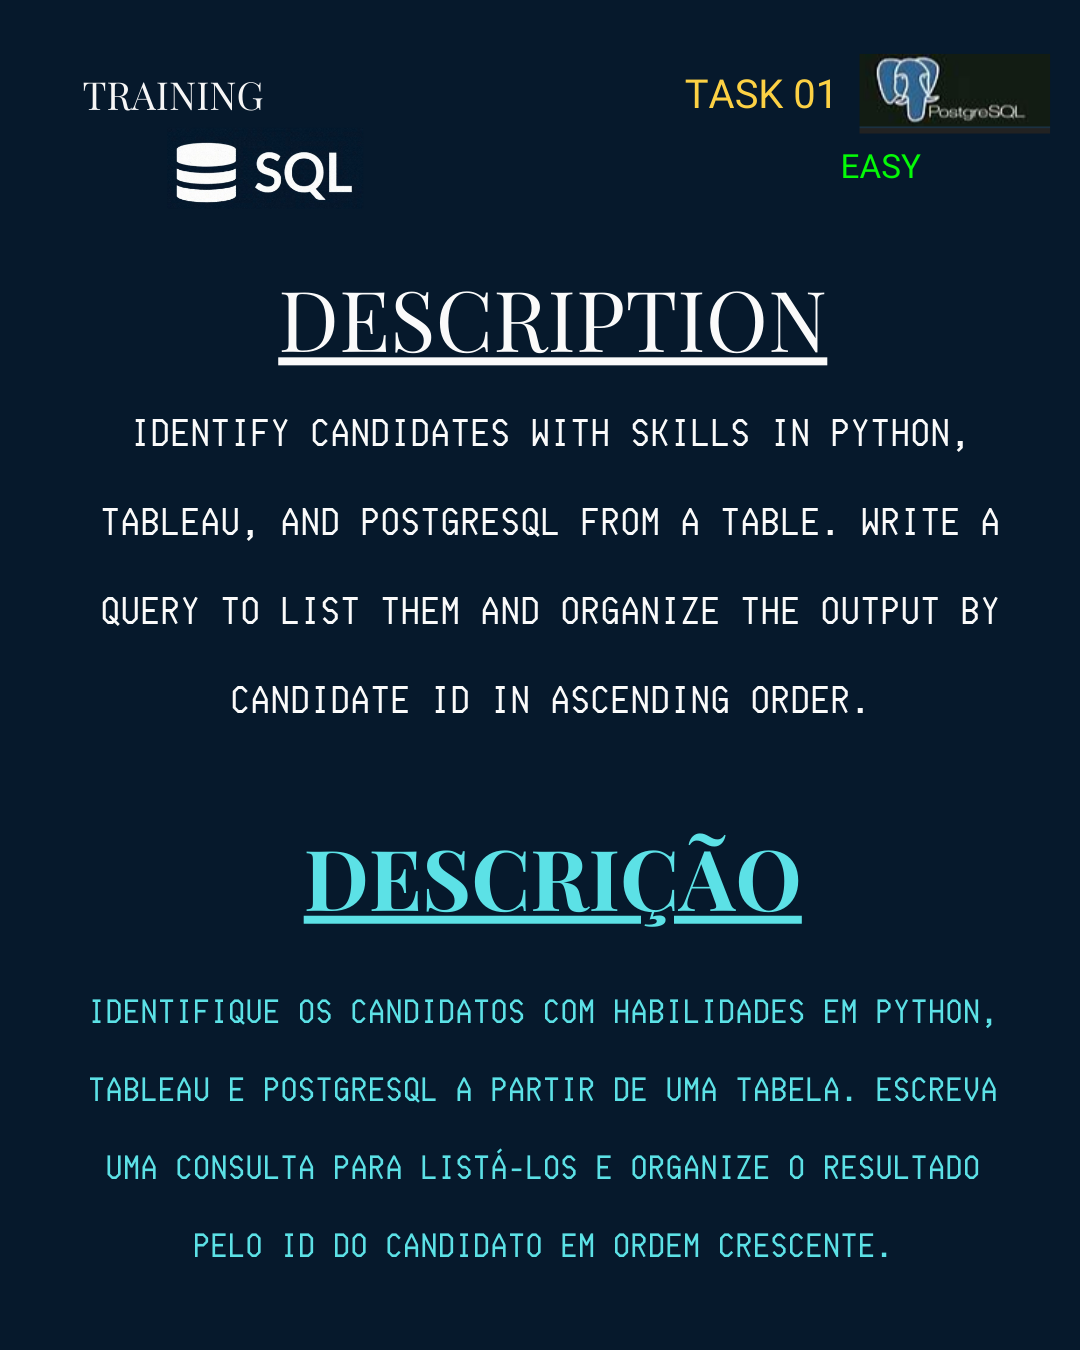 TRAINING
SQL
TASK 01
PostgreSQL
EASY
DESCRIPTION
IDENTIFY CANDIDATES WITH SKILLS IN PYTHON,
TABLEAU, AND POSTGRESQL FROM A TABLE. WRITE A
QUERY TO LIST THEM AND ORGANIZE THE OUTPUT BY
CANDIDATE ID IN ASCENDING ORDER.
DESCRIÇÃO
IDENTIFIQUE OS CANDIDATOS COM HABILIDADES EM PYTHON,
TABLEAU E POSTGRESQL A PARTIR DE UMA TABELA. ESCREVA
UMA CONSULTA PARA LISTÁ-LOS E ORGANIZE O RESULTADO
PELO ID DO CANDIDATO EM ORDEM CRESCENTE.